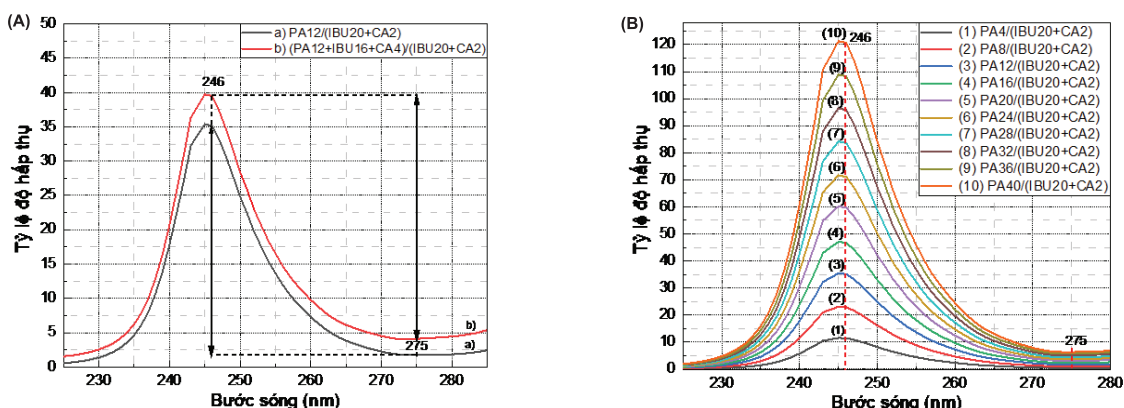 (A)
Tỷ lệ độ hấp thụ
50
45
40
35
30
25
20
15
10
5
0
a) PA12/(IBU20+CA2)
b) (PA12+IBU16+CA4)/(IBU20+CA2)
246
b)
275
a)
230
240
250
260
270
280
Bước sóng (nm)
(B)
Tỷ lệ độ hấp thụ
120
110
100
90
80
70
60
50
40
30
20
10
0
(10)
246
(9)
(8)
(7)
(6)
(5)
(4)
(3)
(2)
(1)
275
(1) PA4/(IBU20+CA2)
(2) PA8/(IBU20+CA2)
(3) PA12/(IBU20+CA2)
(4) PA16/(IBU20+CA2)
(5) PA20/(IBU20+CA2)
(6) PA24/(IBU20+CA2)
(7) PA28/(IBU20+CA2)
(8) PA32/(IBU20+CA2)
(9) PA36/(IBU20+CA2)
(10) PA40/(IBU20+CA2)
230
240
250
260
270
280
Bước sóng (nm)